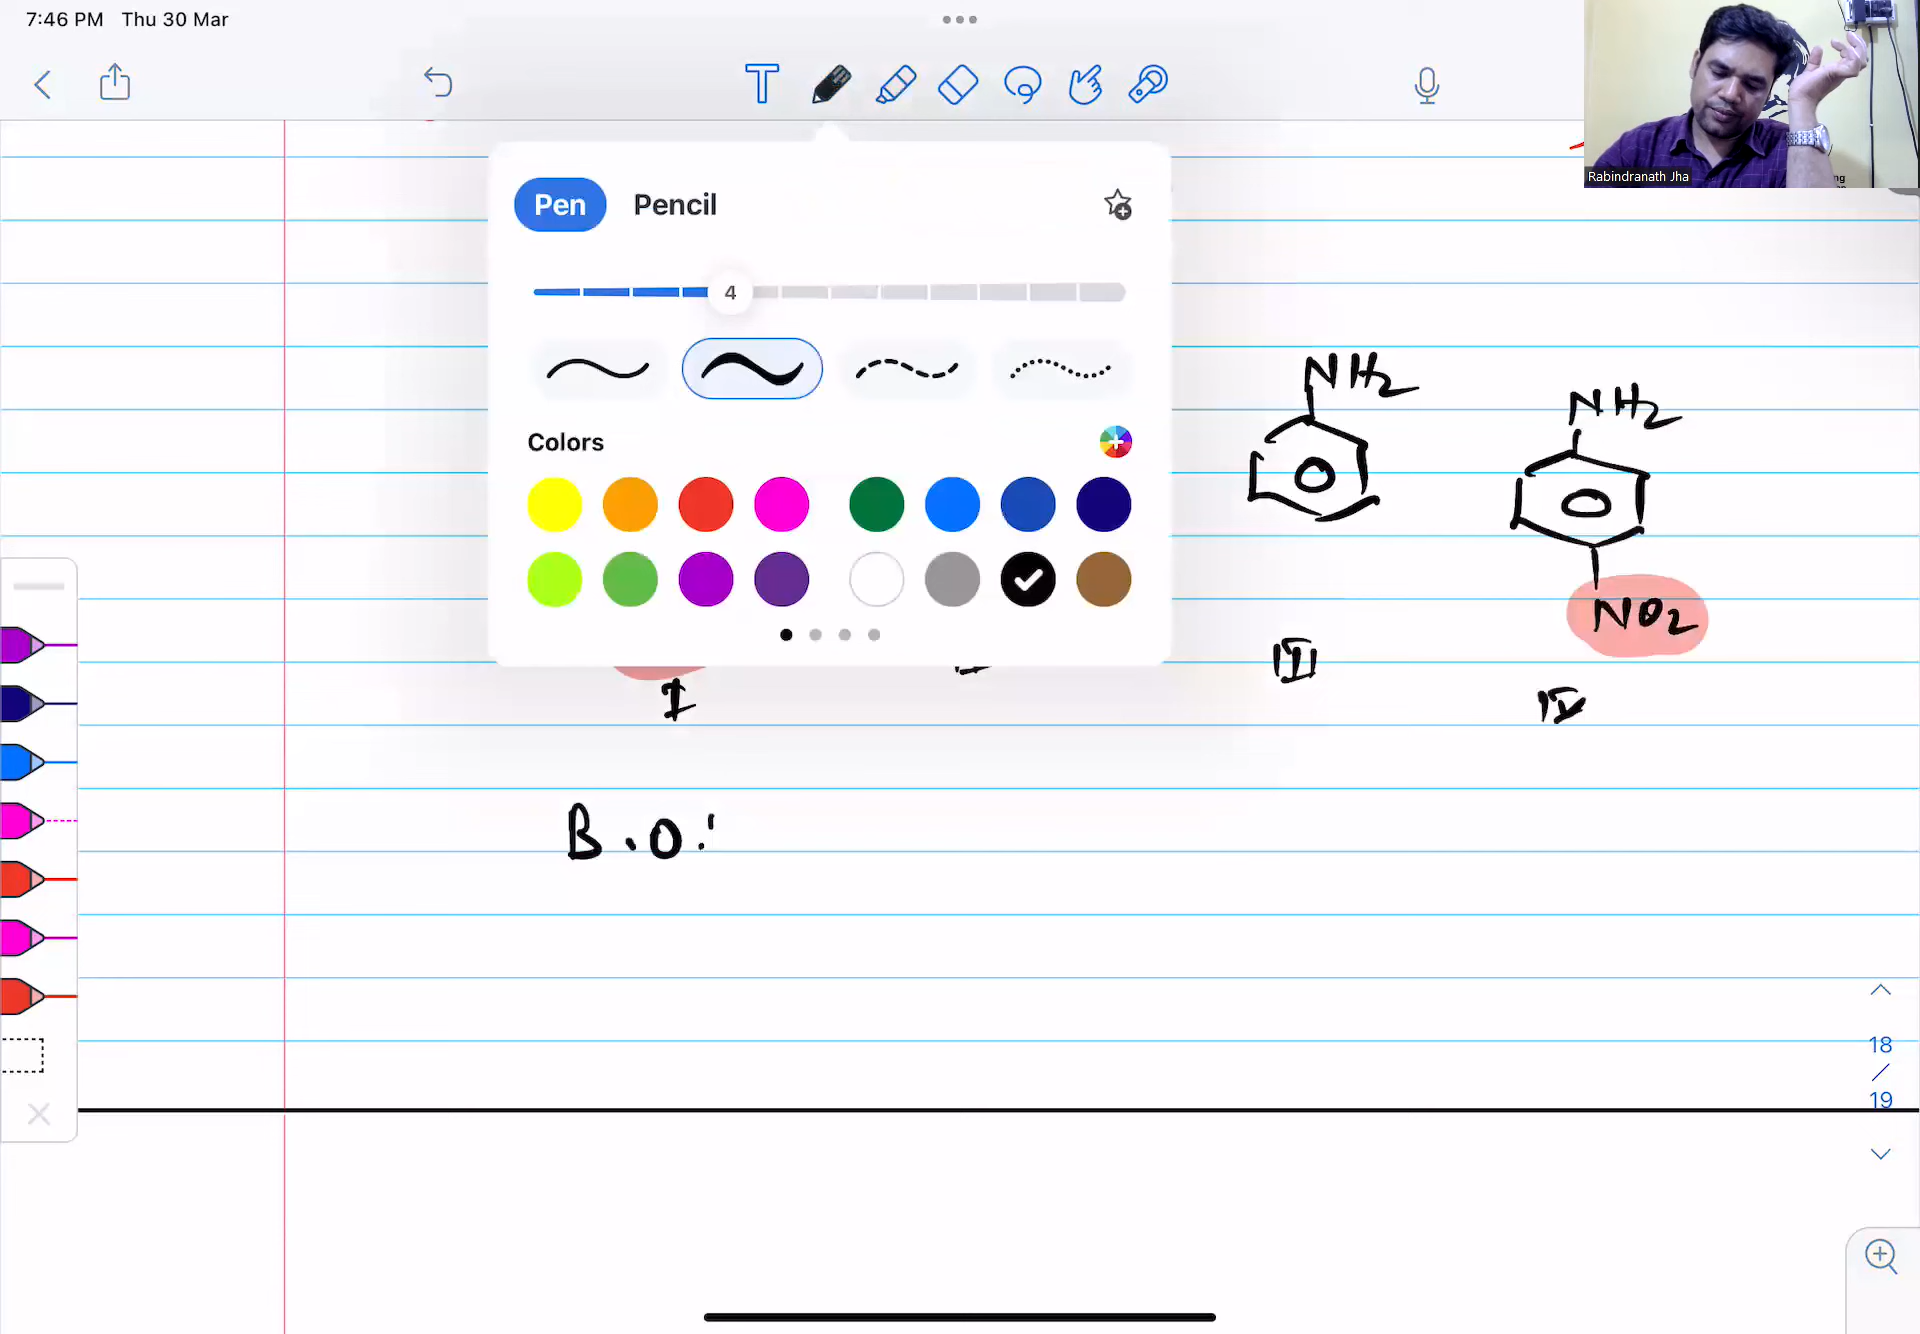 7:46 PM Thu 30 Mar
Rabindranath Jha
Pen Pencil
4
Colors
NH2
NH2
NO2
I
III
IV
B.O:
18
/
19